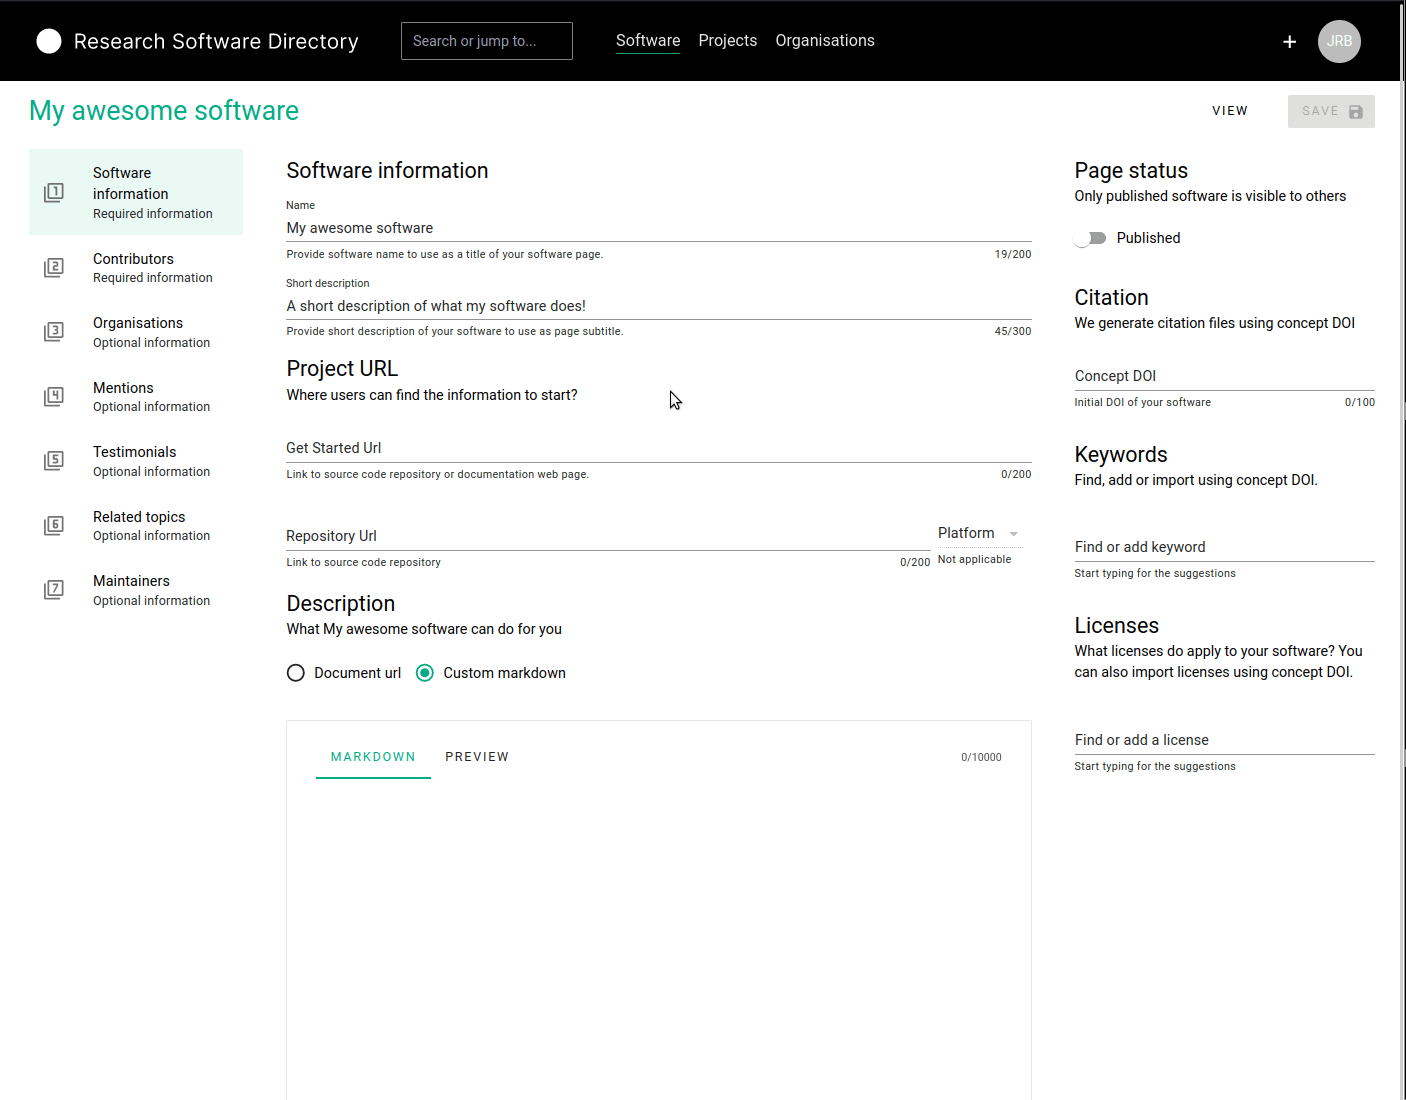 Research Software Directory
Search or jump to...
Software Projects Organisations
+
JRB
My awesome software
VIEW
SAVE
1
Software
information
Required information
2
Contributors
Required information
3
Organisations
Optional information
4
Mentions
Optional information
5
Testimonials
Optional information
6
Related topics
Optional information
7
Maintainers
Optional information
Software information
Name
My awesome software
Provide software name to use as a title of your software page. 19/200
Short description
A short description of what my software does!
Provide short description of your software to use as page subtitle. 45/300
Project URL
Where users can find the information to start?
Get Started Url
Link to source code repository or documentation web page. 0/200
Repository Url
Link to source code repository 0/200
Platform
Not applicable
Description
What My awesome software can do for you
Document url Custom markdown
MARKDOWN PREVIEW 0/10000
Page status
Only published software is visible to others
Published
Citation
We generate citation files using concept DOI
Concept DOI
Initial DOI of your software 0/100
Keywords
Find, add or import using concept DOI.
Find or add keyword
Start typing for the suggestions
Licenses
What licenses do apply to your software? You
can also import licenses using concept DOI.
Find or add a license
Start typing for the suggestions